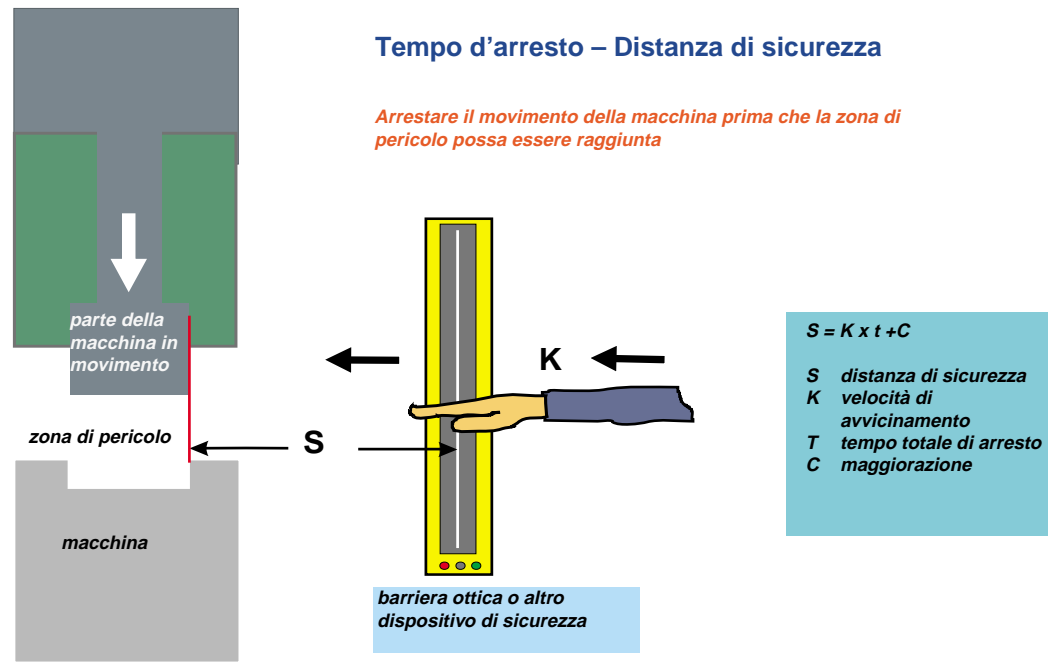 Tempo d'arresto – Distanza di sicurezza
Arrestare il movimento della macchina prima che la zona di
pericolo possa essere raggiunta
parte della
macchina in
movimento
zona di pericolo
S
K
macchina
barriera ottica o altro
dispositivo di sicurezza
S = K x t +C
S distanza di sicurezza
K velocità di
avvicinamento
T tempo totale di arresto
C maggiorazione